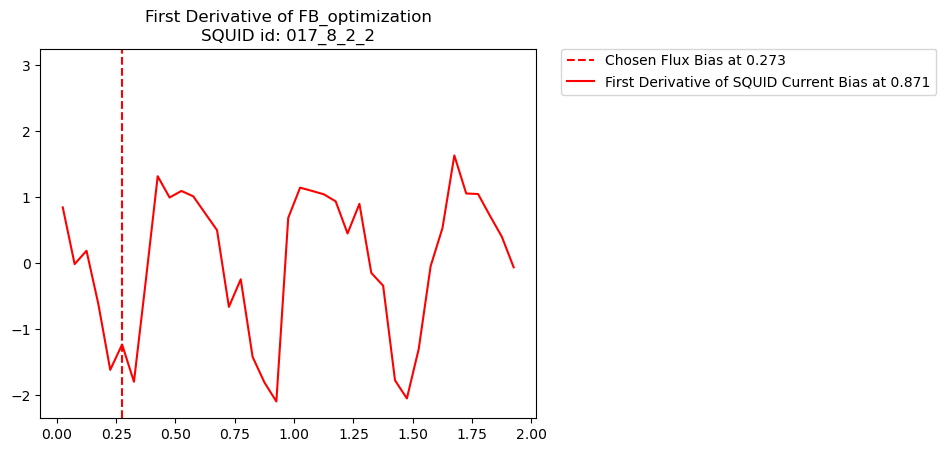 First Derivative of FB_optimization
SQUID id: 017_8_2_2
Chosen Flux Bias at 0.273
First Derivative of SQUID Current Bias at 0.871
3
2
1
0
−1
−2
0.00 0.25 0.50 0.75 1.00 1.25 1.50 1.75 2.00